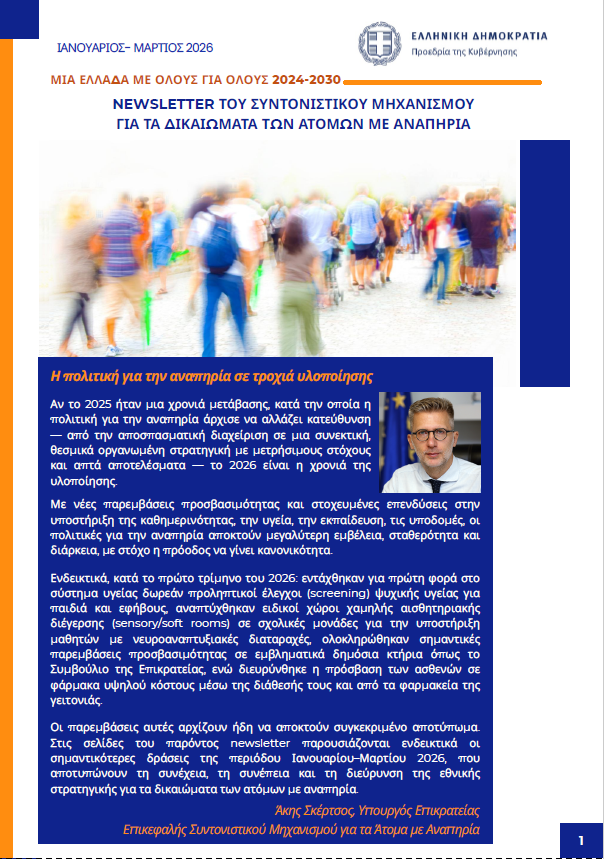 ΙΑΝΟΥΑΡΙΟΣ– ΜΑΡΤΙΟΣ 2026
ΕΛΛΗΝΙΚΗ ΔΗΜΟΚΡΑΤΙΑ
Προεδρία της Κυβέρνησης
ΜΙΑ ΕΛΛΑΔΑ ΜΕ ΟΛΟΥΣ ΓΙΑ ΟΛΟΥΣ 2024-2030
NEWSLETTER ΤΟΥ ΣΥΝΤΟΝΙΣΤΙΚΟΥ ΜΗΧΑΝΙΣΜΟΥ
ΓΙΑ ΤΑ ΔΙΚΑΙΩΜΑΤΑ ΤΩΝ ΑΤΟΜΩΝ ΜΕ ΑΝΑΠΗΡΙΑ
Η πολιτική για την αναπηρία σε τροχιά υλοποίησης
Αν το 2025 ήταν μια χρονιά μετάβασης, κατά την οποία η
πολιτική για την αναπηρία άρχισε να αλλάζει κατεύθυνση
— από την αποσπασματική διαχείριση σε μια συνεκτική,
θεσμικά οργανωμένη στρατηγική με μετρήσιμους στόχους
και απτά αποτελέσματα — το 2026 είναι η χρονιά της
υλοποίησης.
Με νέες παρεμβάσεις προσβασιμότητας και στοχευμένες επενδύσεις στην
υποστήριξη της καθημερινότητας, την υγεία, την εκπαίδευση, τις υποδομές, οι
πολιτικές για την αναπηρία αποκτούν μεγαλύτερη εμβέλεια, σταθερότητα και
διάρκεια, με στόχο η πρόοδος να γίνει κανονικότητα.
Ενδεικτικά, κατά το πρώτο τρίμηνο του 2026: εντάχθηκαν για πρώτη φορά στο
σύστημα υγείας δωρεάν προληπτικοί έλεγχοι (screening) ψυχικής υγείας για
παιδιά και εφήβους, αναπτύχθηκαν ειδικοί χώροι χαμηλής αισθητηριακής
διέγερσης (sensory/soft rooms) σε σχολικές μονάδες για την υποστήριξη
μαθητών με νευροαναπτυξιακές διαταραχές, ολοκληρώθηκαν σημαντικές
παρεμβάσεις προσβασιμότητας σε εμβληματικά δημόσια κτήρια όπως το
Συμβούλιο της Επικρατείας, ενώ διευρύνθηκε η πρόσβαση των ασθενών σε
φάρμακα υψηλού κόστους μέσω της διάθεσής τους και από τα φαρμακεία της
γειτονιάς.
Οι παρεμβάσεις αυτές αρχίζουν ήδη να αποκτούν συγκεκριμένο αποτύπωμα.
Στις σελίδες του παρόντος newsletter παρουσιάζονται ενδεικτικά οι
σημαντικότερες δράσεις της περιόδου Ιανουαρίου–Μαρτίου 2026, που
αποτυπώνουν τη συνέχεια, τη συνέπεια και τη διεύρυνση της εθνικής
στρατηγικής για τα δικαιώματα των ατόμων με αναπηρία.
Άκης Σκέρτσος, Υπουργός Επικρατείας
Επικεφαλής Συντονιστικού Μηχανισμού για τα Άτομα με Αναπηρία
1